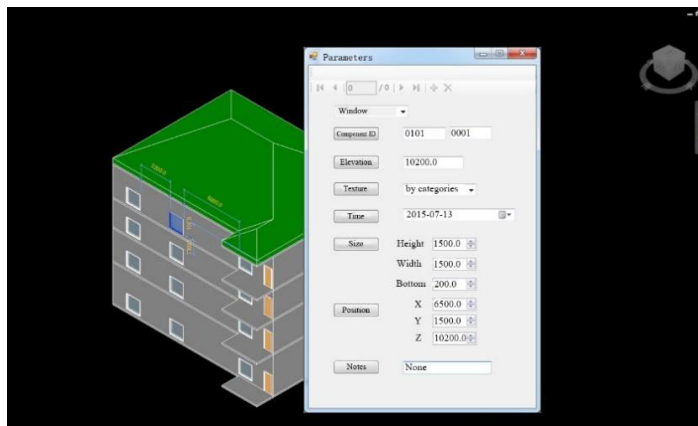 Parameters
0 / 0
Window
Component ID 0101 0001
Elevation 10200.0
Texture by categories
Time 2015-07-13
Size Height 1500.0
Width 1500.0
Bottom 200.0
Position X 6500.0
Y 1500.0
Z 10200.0
Notes None